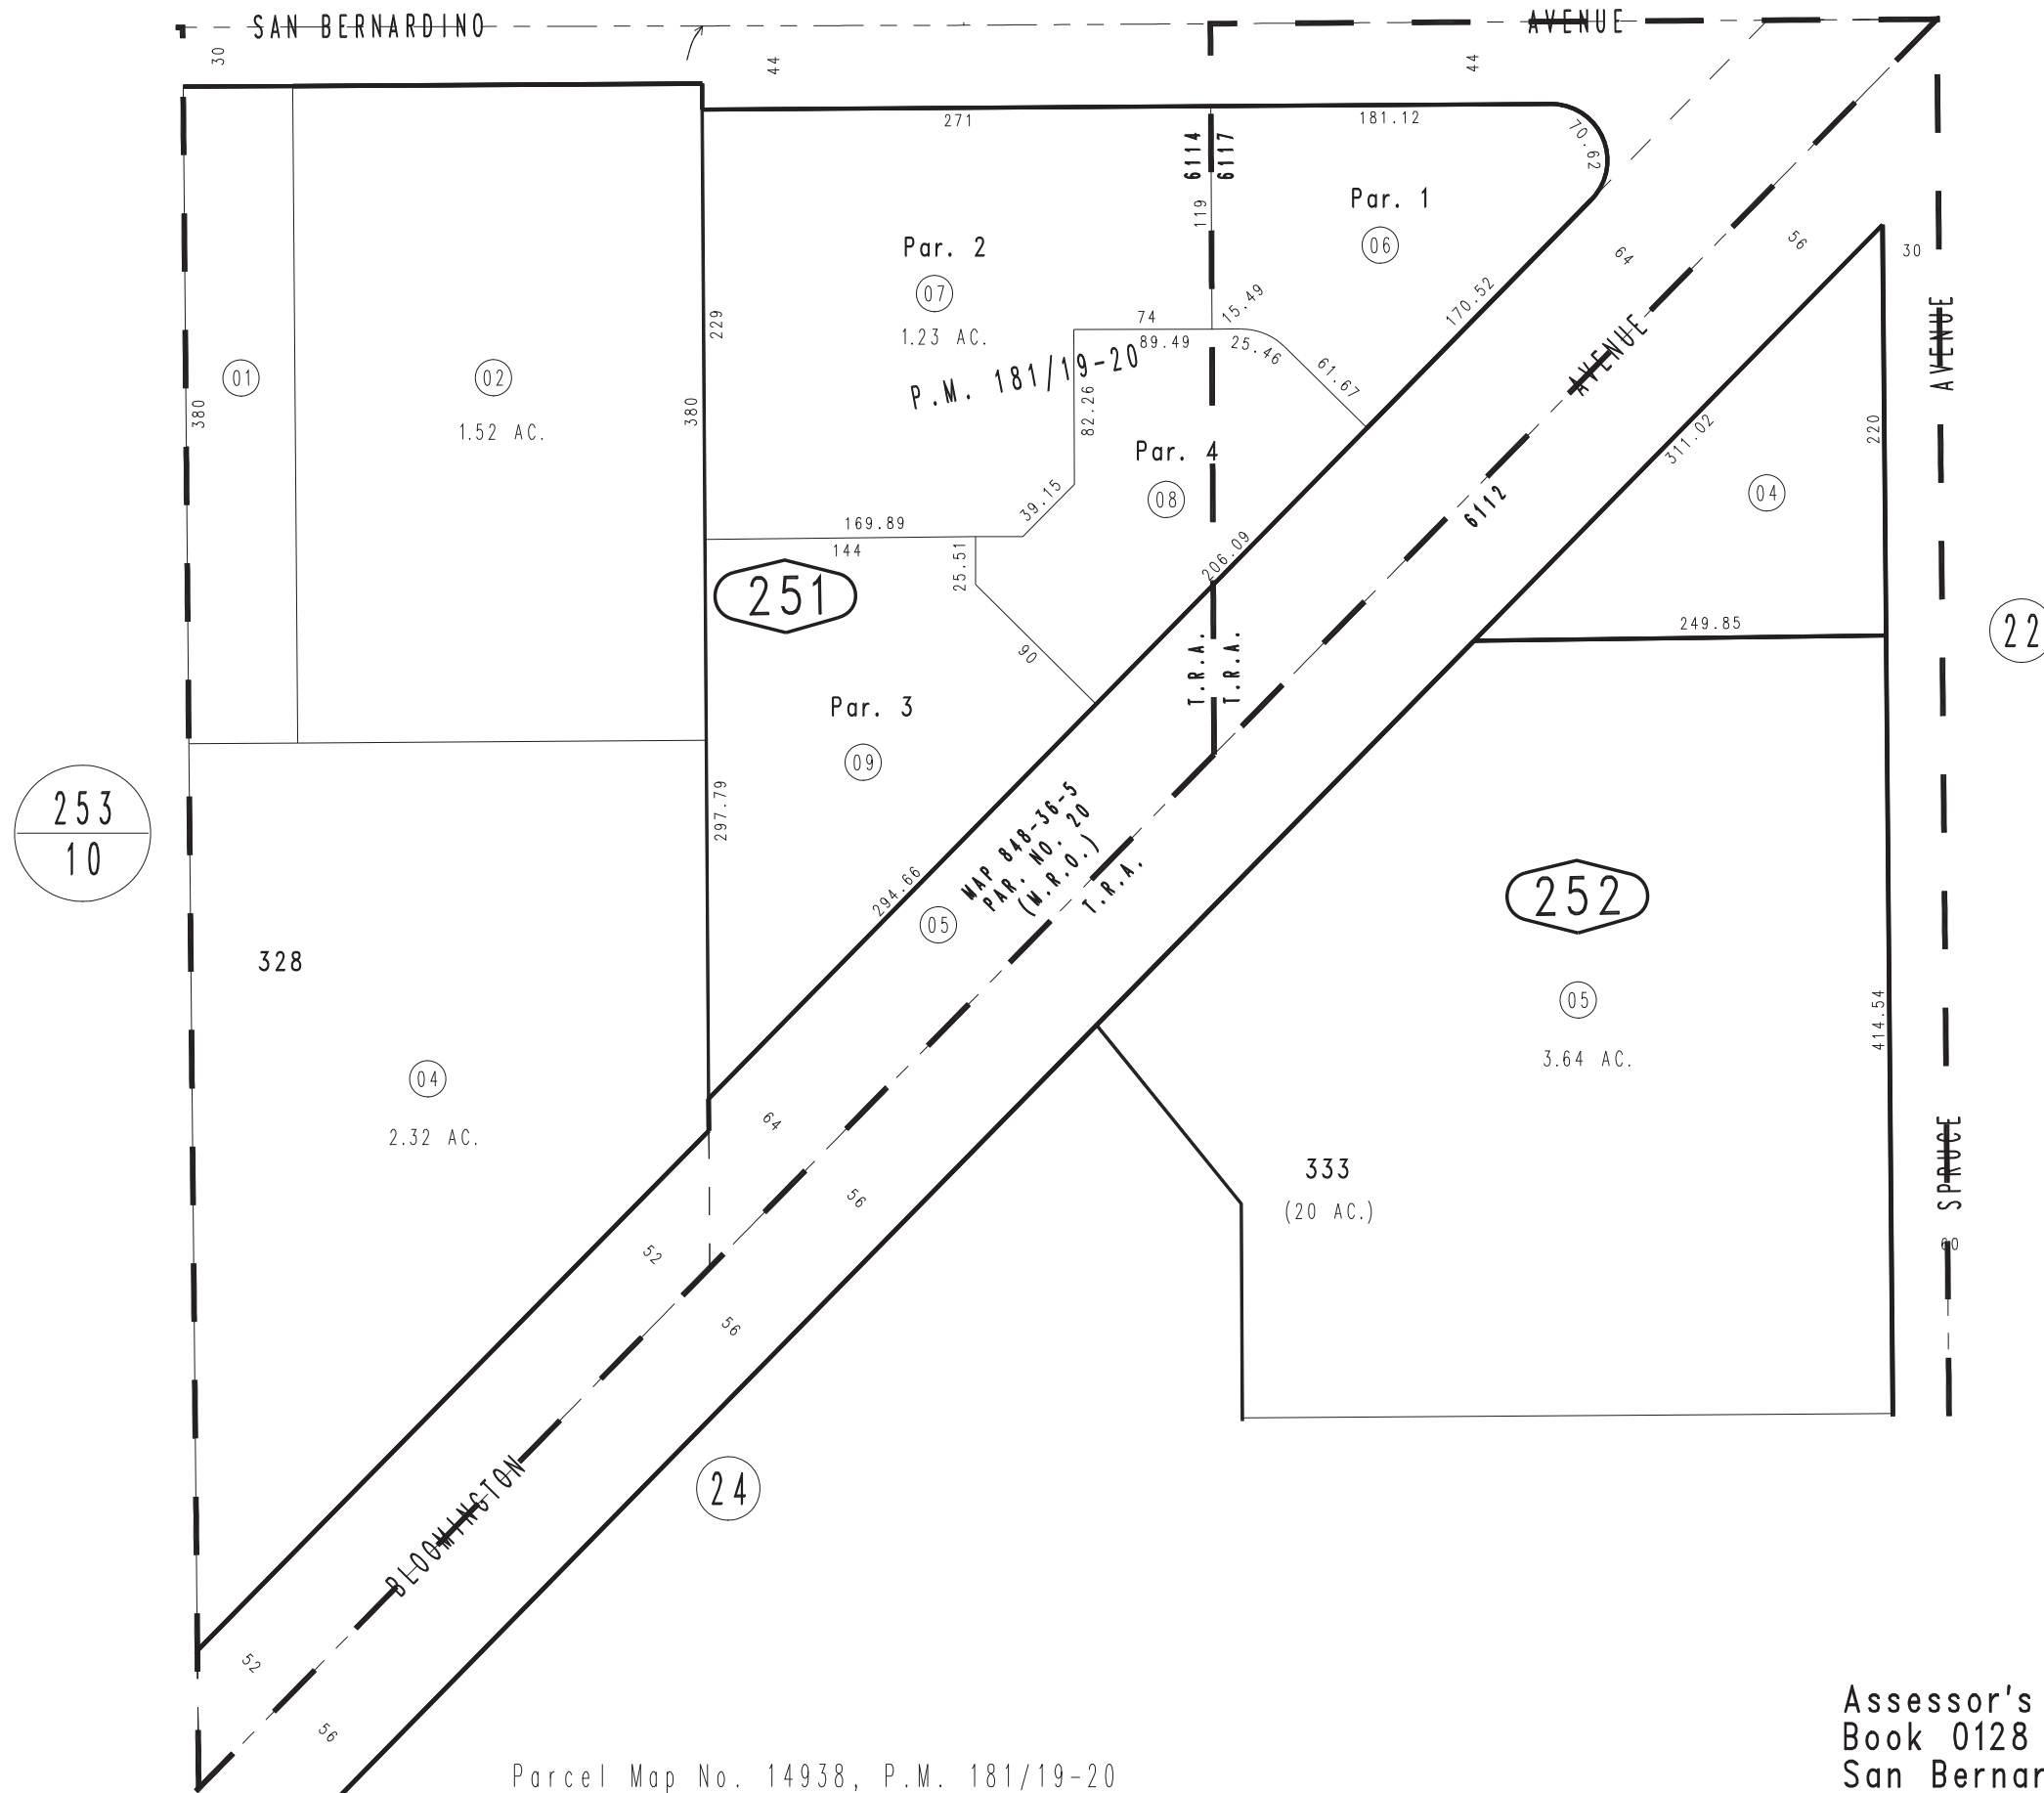 SAN BERNARDINO
AVENUE
30
44
44
271
181.12
70.62
6114
6117
119
Par. 1
06
Par. 2
07
1.23 AC.
P.M. 181/19-20
229
74
15.49
89.49
25.46
61.67
170.52
64
56
30
AVENUE
AVENUE
01
02
1.52 AC.
380
380
82.26
Par. 4
08
39.15
169.89
144
25.51
206.09
6112
311.02
220
04
249.85
22
251
90
T.R.A.
T.R.A.
Par. 3
09
297.79
253
10
294.66
MAP 848-36-5
PAR. NO. 20
(M.R.O.)
T.R.A.
05
252
05
3.64 AC.
414.54
328
04
2.32 AC.
64
56
333
(20 AC.)
SPRUCE
60
52
56
24
BLOOMINGTON
52
56
Assessor's
Book 0128
San Bernar
Parcel Map No. 14938, P.M. 181/19-20